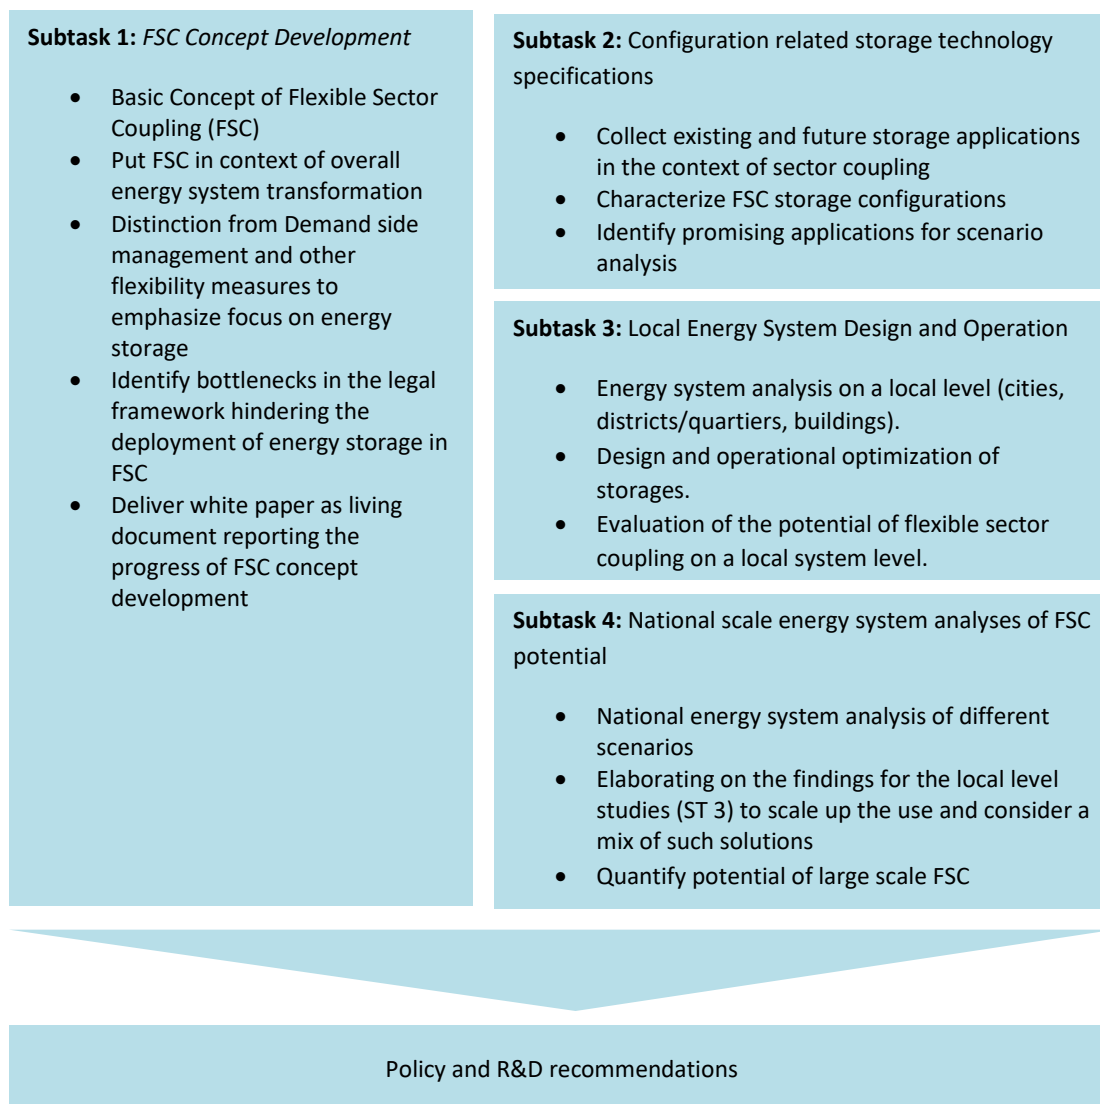 Subtask 1: FSC Concept Development
• Basic Concept of Flexible Sector
Coupling (FSC)
• Put FSC in context of overall
energy system transformation
• Distinction from Demand side
management and other
flexibility measures to
emphasize focus on energy
storage
• Identify bottlenecks in the legal
framework hindering the
deployment of energy storage in
FSC
• Deliver white paper as living
document reporting the
progress of FSC concept
development
Subtask 2: Configuration related storage technology
specifications
• Collect existing and future storage applications
in the context of sector coupling
• Characterize FSC storage configurations
• Identify promising applications for scenario
analysis
Subtask 3: Local Energy System Design and Operation
• Energy system analysis on a local level (cities,
districts/quartiers, buildings).
• Design and operational optimization of
storages.
• Evaluation of the potential of flexible sector
coupling on a local system level.
Subtask 4: National scale energy system analyses of FSC
potential
• National energy system analysis of different
scenarios
• Elaborating on the findings for the local level
studies (ST 3) to scale up the use and consider a
mix of such solutions
• Quantify potential of large scale FSC
Policy and R&D recommendations